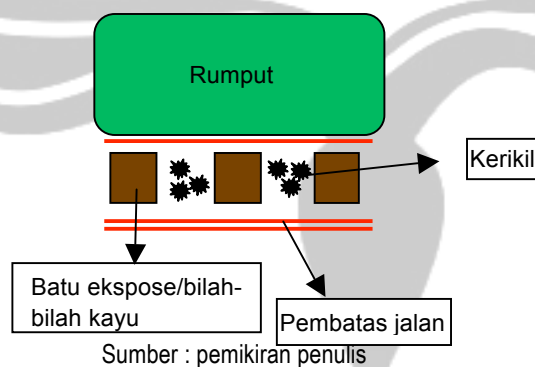 Rumput
Kerikil
Batu ekspose/bilah-
bilah kayu
Pembatas jalan
Sumber : pemikiran penulis